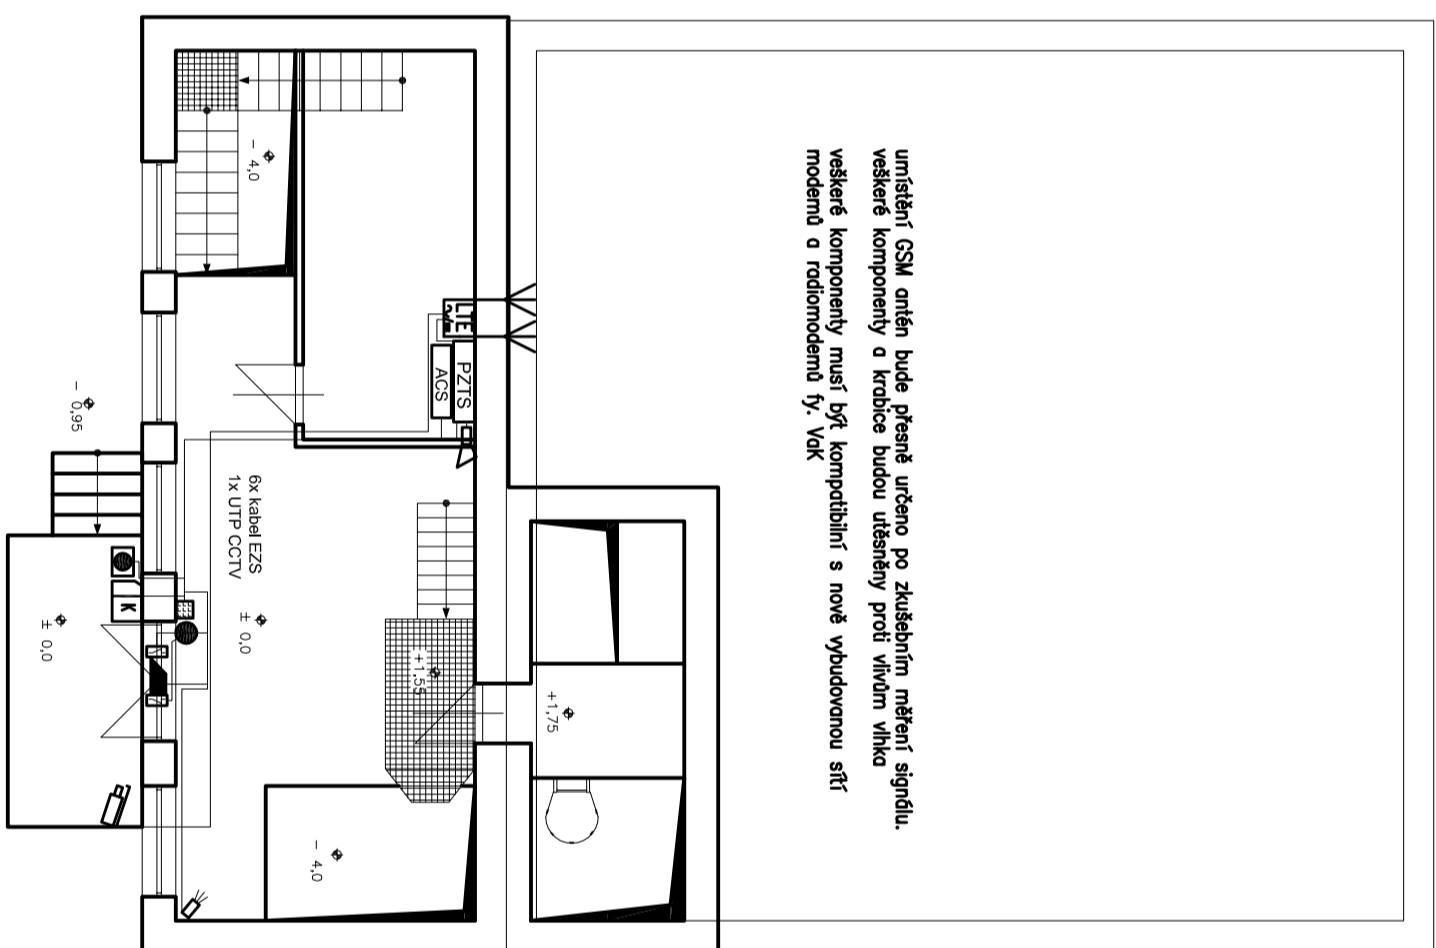 umístění GSM antén bude přesně určeno po zkušebním měření signálu.
veškeré komponenty a krabice budou utěsněny proti vlivům vlhka
veškeré komponenty musí být kompatibilní s nově vybudovanou sítí
modemů a radiomodemů fy. VaK
- 4,0
LTE
PZTS
ACS
- 0,95
6x kabel EZS
1x UTP CCTV
± 0,0
+1,55
+1,75
K
± 0,0
- 4,0